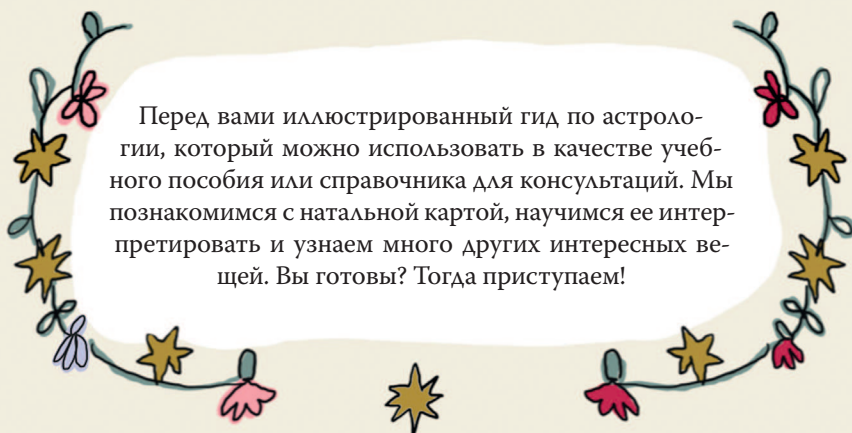 Перед вами иллюстрированный гид по астроло-
гии, который можно использовать в качестве учеб-
ного пособия или справочника для консультаций. Мы
познакомимся с натальной картой, научимся ее интер-
претировать и узнаем много других интересных ве-
щей. Вы готовы? Тогда приступаем!